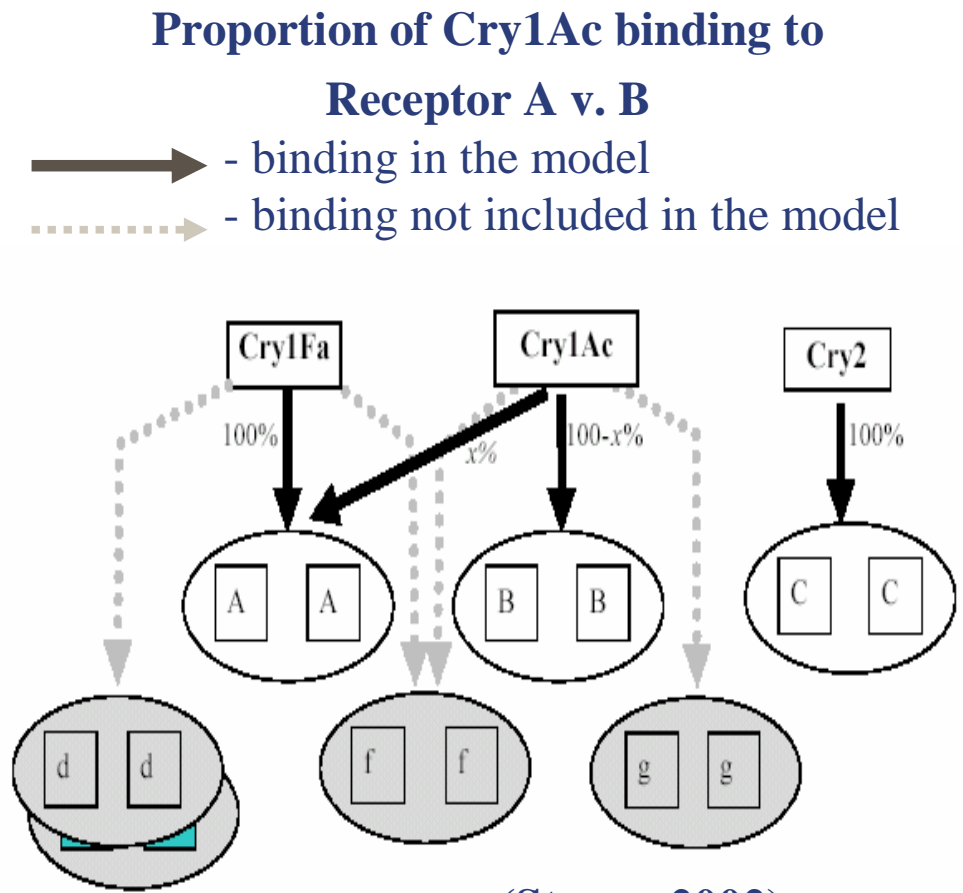 Proportion of Cry1Ac binding to
Receptor A v. B
- binding in the model
- binding not included in the model
Cry1Fa Cry1Ac Cry2
100% x% 100-x% 100%
A A B B C C
d d f f g g